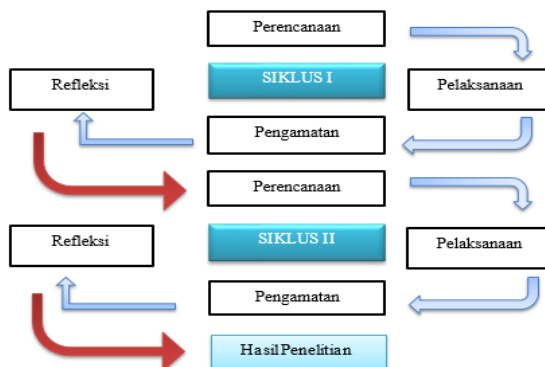 Perencanaan
SIKLUS I
Refleksi
Pelaksanaan
Pengamatan
Perencanaan
SIKLUS II
Refleksi
Pelaksanaan
Pengamatan
Hasil Penelitian